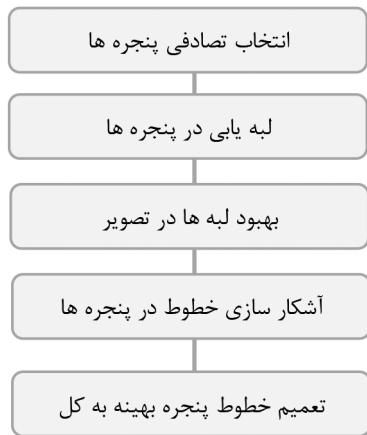 انتخاب تصادفی پنجره ها
لبه یابی در پنجره ها
بهبود لبه ها در تصویر
آشکار سازی خطوط در پنجره ها
تعمیم خطوط پنجره بهینه به کل